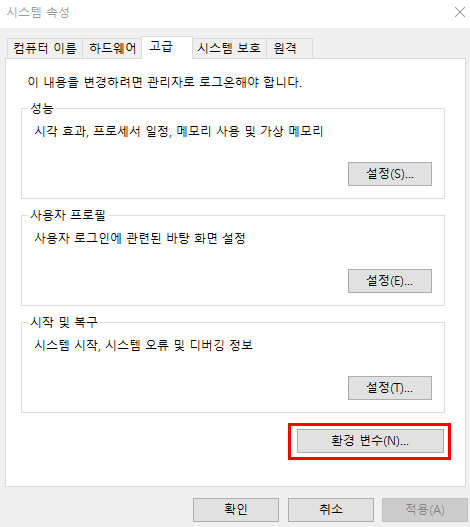 시스템 속성
컴퓨터 이름 하드웨어 고급 시스템 보호 원격
이 내용을 변경하려면 관리자로 로그온해야 합니다.
성능
시각 효과, 프로세서 일정, 메모리 사용 및 가상 메모리
설정(S)...
사용자 프로필
사용자 로그인에 관련된 바탕 화면 설정
설정(E)...
시작 및 복구
시스템 시작, 시스템 오류 및 디버깅 정보
설정(T)...
환경 변수(N)...
확인 취소 적용(A)